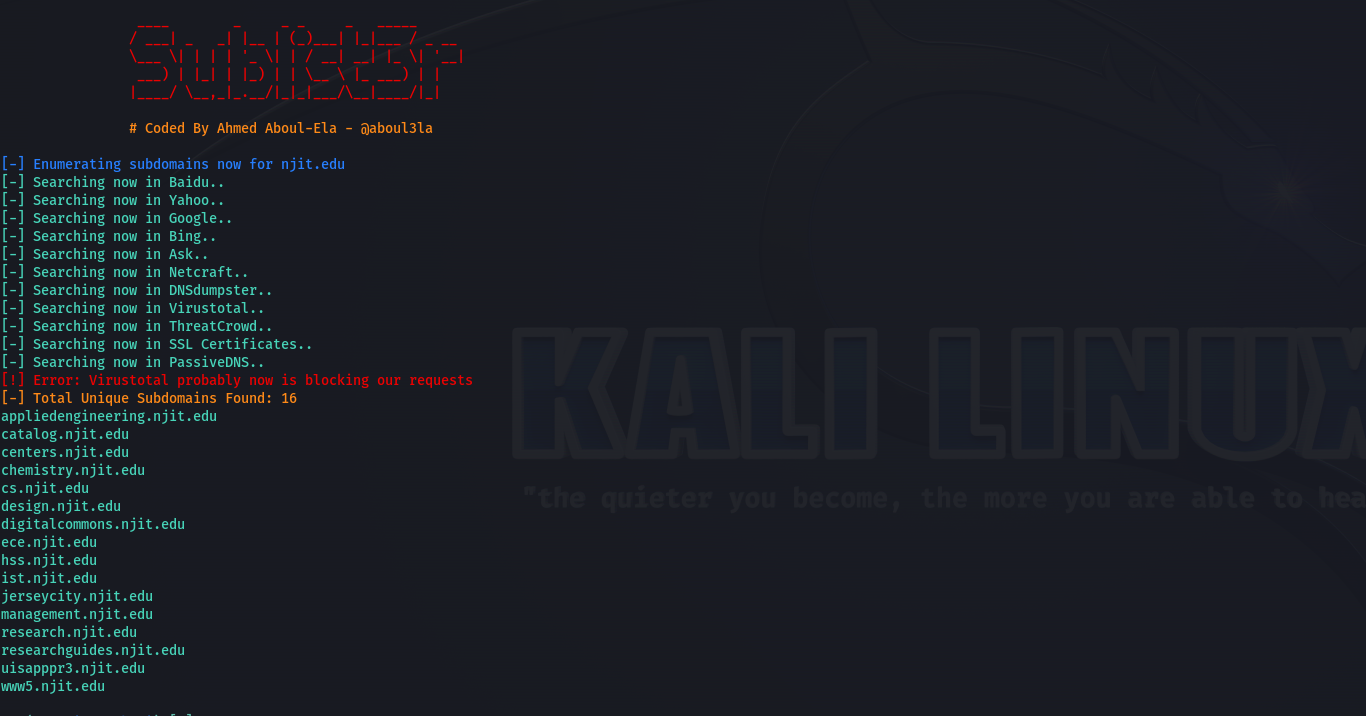 Sublist3r
# Coded By Ahmed Aboul-Ela - @aboul3la
[-] Enumerating subdomains now for njit.edu
[-] Searching now in Baidu..
[-] Searching now in Yahoo..
[-] Searching now in Google..
[-] Searching now in Bing..
[-] Searching now in Ask..
[-] Searching now in Netcraft..
[-] Searching now in DNSdumpster..
[-] Searching now in Virustotal..
[-] Searching now in ThreatCrowd..
[-] Searching now in SSL Certificates..
[-] Searching now in PassiveDNS..
[!] Error: Virustotal probably now is blocking our requests
[-] Total Unique Subdomains Found: 16
appliedengineering.njit.edu
catalog.njit.edu
centers.njit.edu
chemistry.njit.edu
cs.njit.edu
design.njit.edu
digitalcommons.njit.edu
ece.njit.edu
hss.njit.edu
ist.njit.edu
jerseycity.njit.edu
management.njit.edu
research.njit.edu
researchguides.njit.edu
uisapppr3.njit.edu
www5.njit.edu
KALI LINUX
"the quieter you become, the more you are able to hea